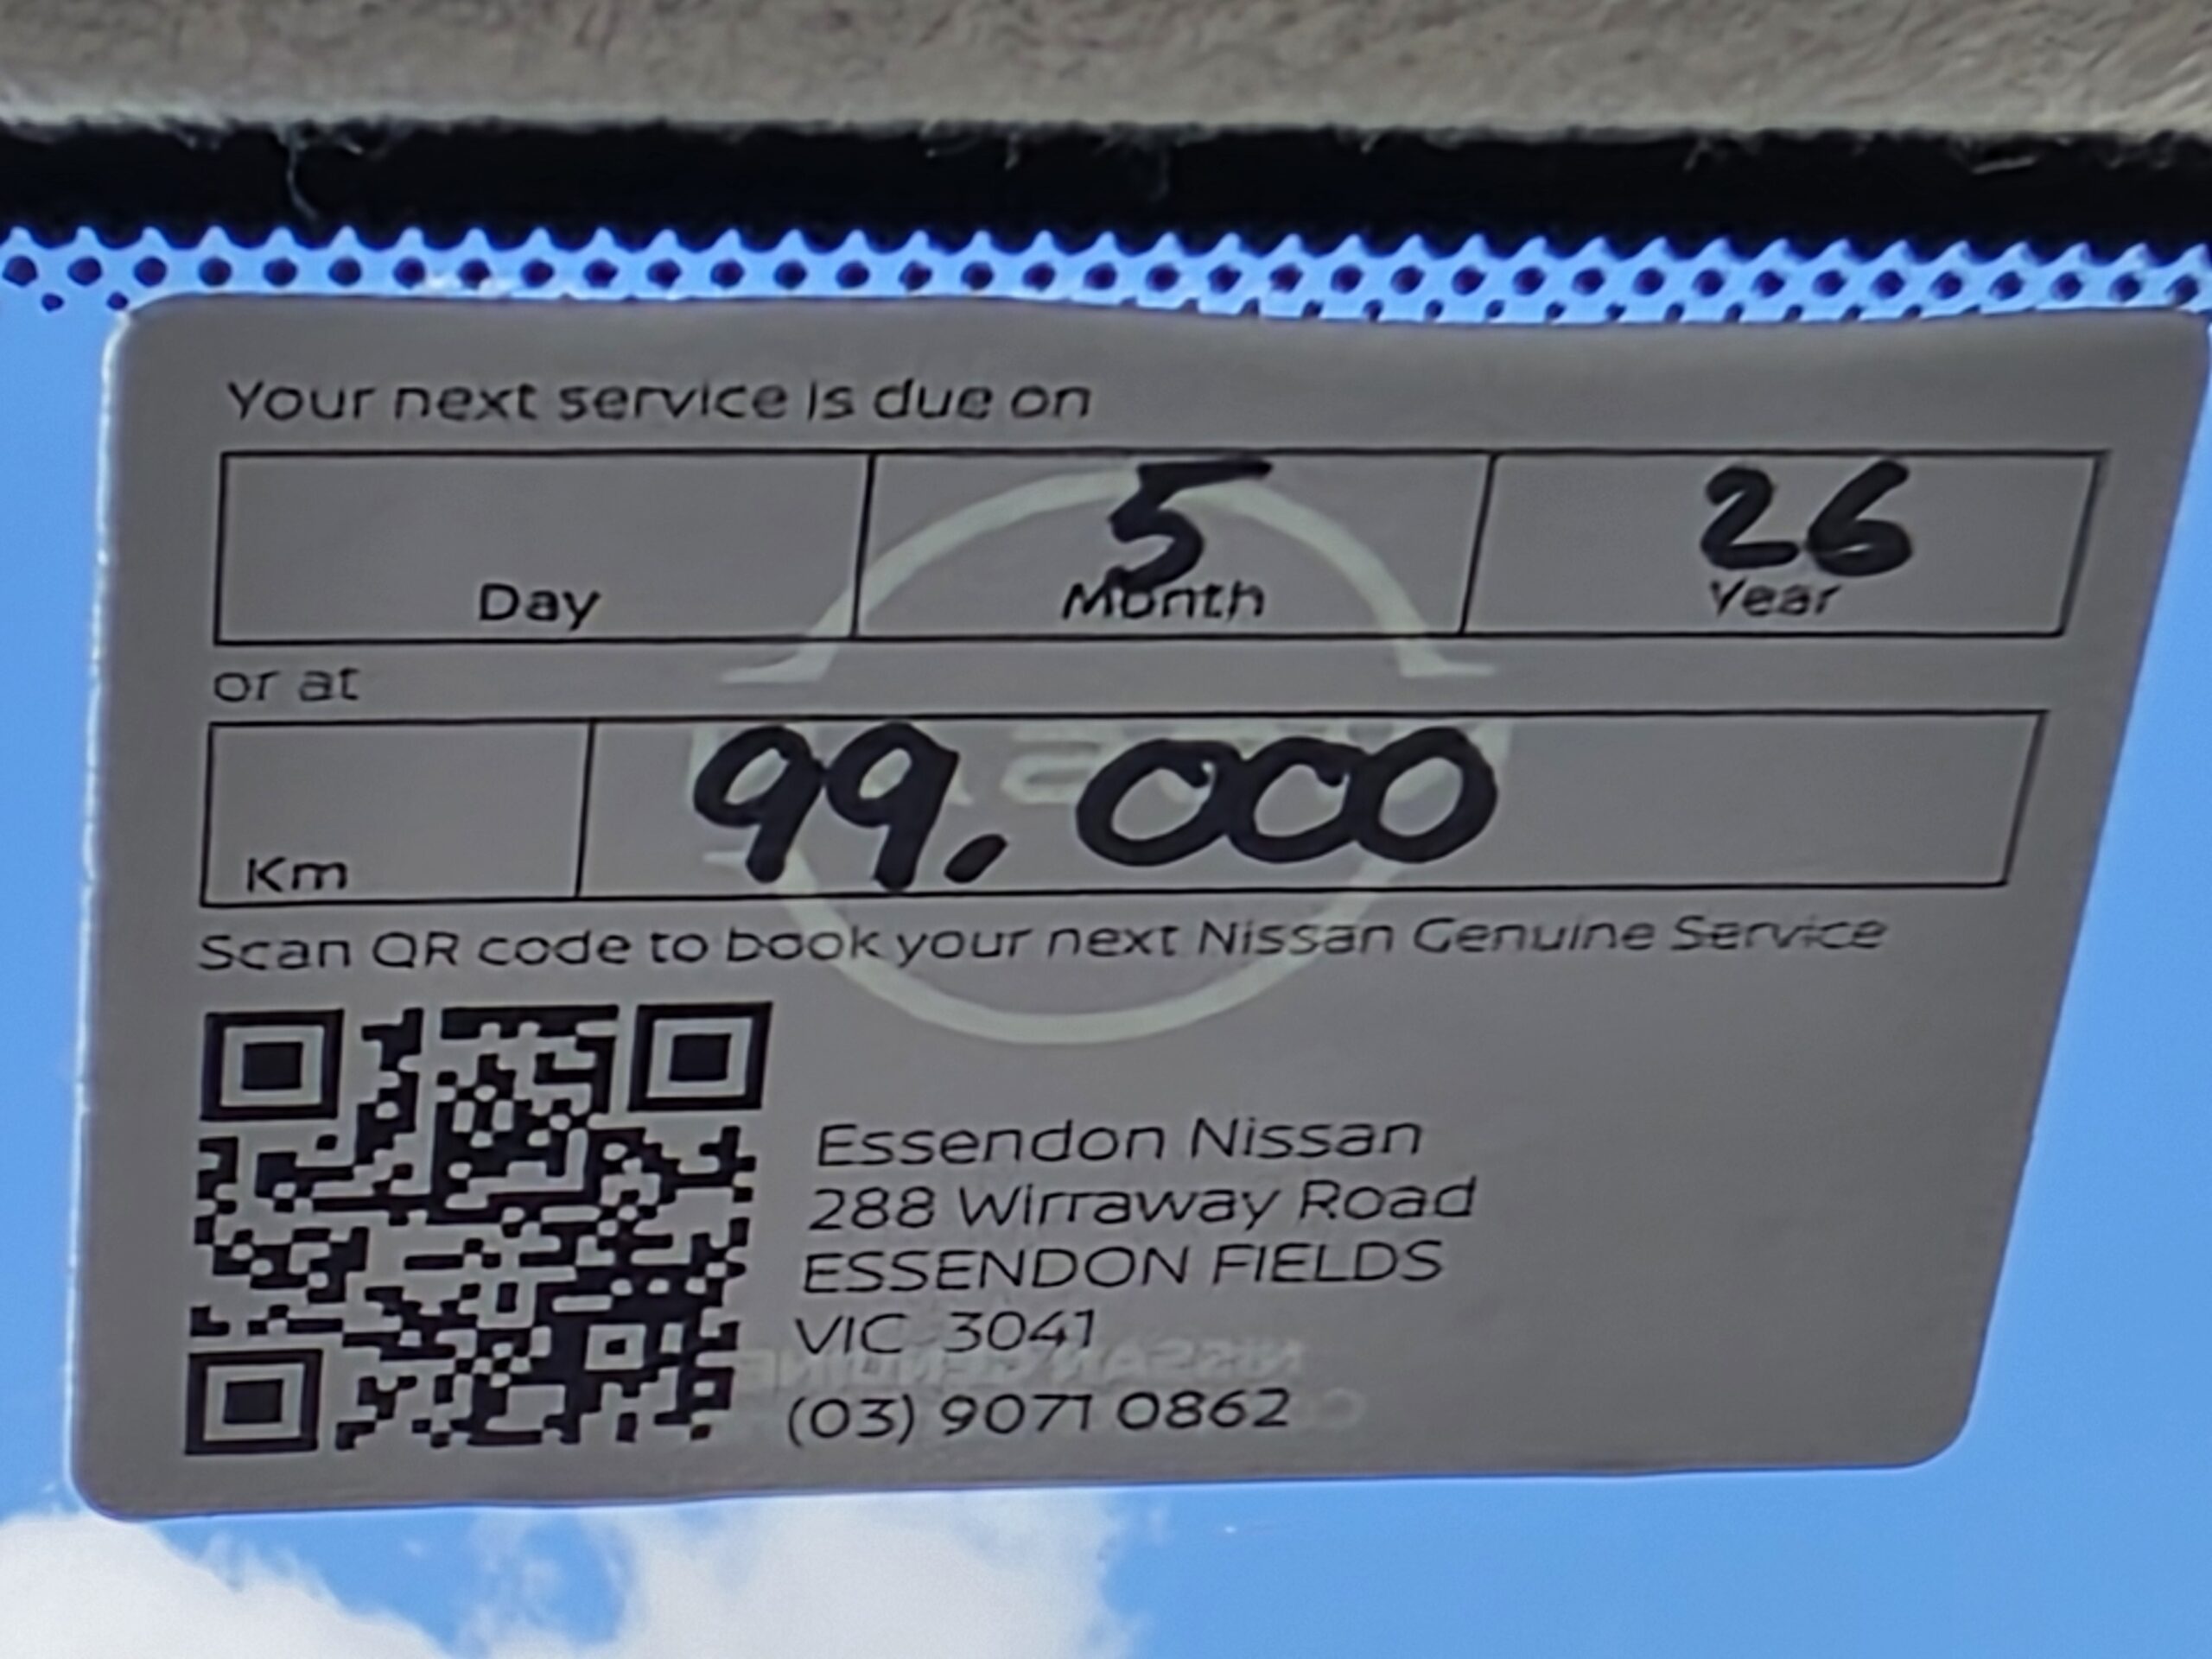 Your next service is due on
5 26
Day Month Year
or at
99,000
Km
Scan QR code to book your next Nissan Genuine Service
Essendon Nissan
288 Wirraway Road
ESSENDON FIELDS
VIC 3041
NISSAN GENUINE
(03) 9071 0862